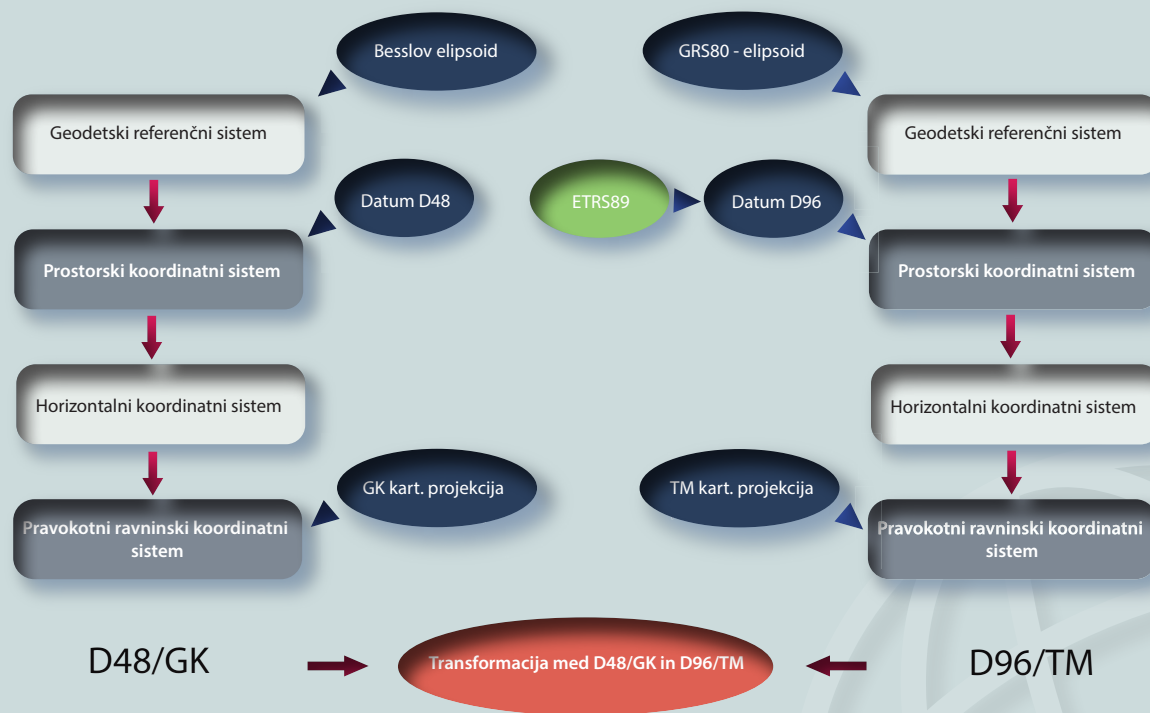 Besslov elipsoid
GRS80 - elipsoid
Geodetski referenčni sistem
Geodetski referenčni sistem
Datum D48
ETRS89
Datum D96
Prostorski koordinatni sistem
Prostorski koordinatni sistem
Horizontalni koordinatni sistem
Horizontalni koordinatni sistem
GK kart. projekcija
TM kart. projekcija
Pravokotni ravninski koordinatni
sistem
Pravokotni ravninski koordinatni
sistem
D48/GK
Transformacija med D48/GK in D96/TM
D96/TM